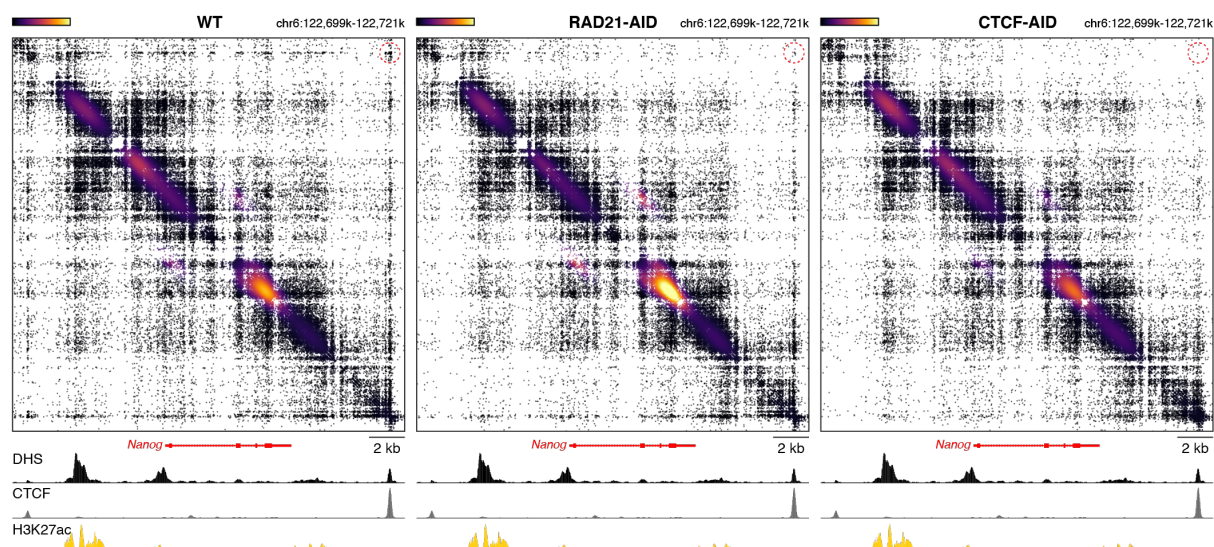 WT chr6:122,699k-122,721k
RAD21-AID chr6:122,699k-122,721k
CTCF-AID chr6:122,699k-122,721k
Nanog
2 kb
Nanog
2 kb
Nanog
2 kb
DHS
CTCF
H3K27ac